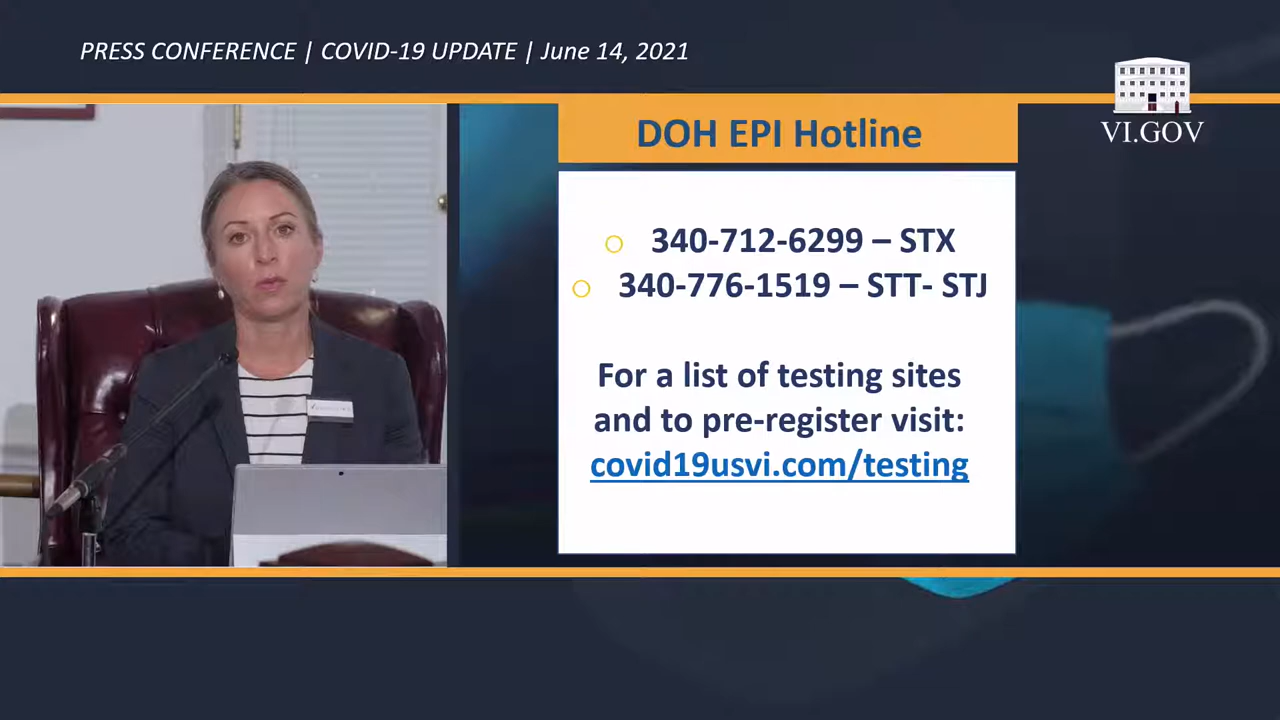 PRESS CONFERENCE | COVID-19 UPDATE | June 14, 2021
VI.GOV
DOH EPI Hotline
340-712-6299 – STX
340-776-1519 – STT- STJ
For a list of testing sites
and to pre-register visit:
covid19usvi.com/testing